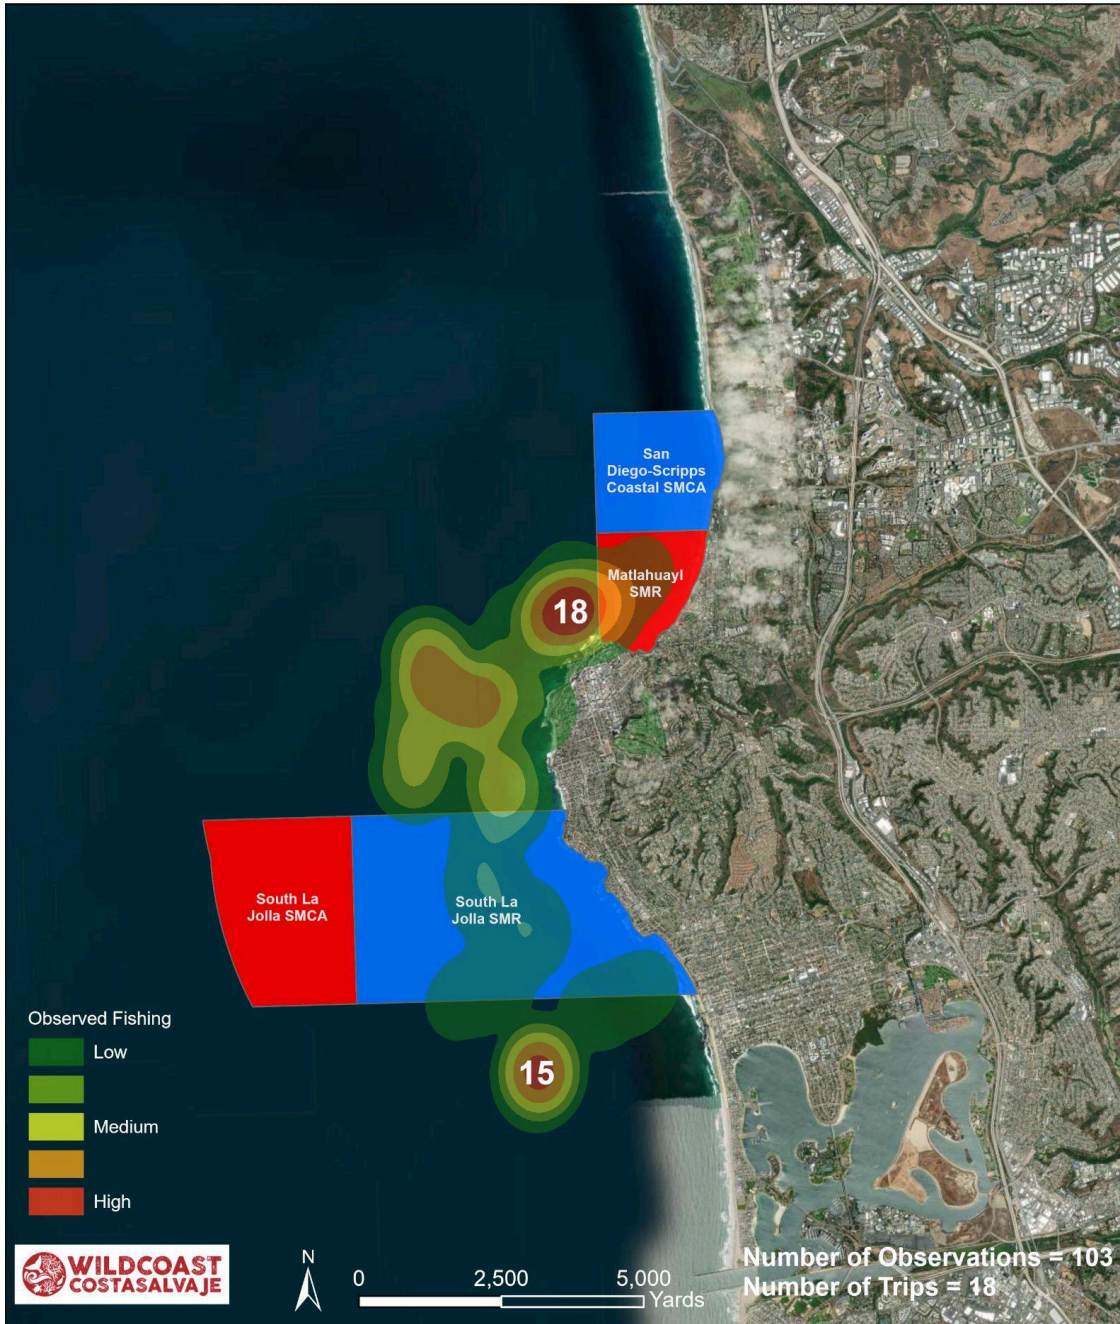 San
Diego-Scripps
Coastal SMCA
Matlahuayl
SMR
18
South La
Jolla SMCA
South La
Jolla SMR
15
Observed Fishing
Low
Medium
High
WILDCOAST
COSTASALVAJE
N
0 2,500 5,000
Yards
Number of Observations = 103
Number of Trips = 18